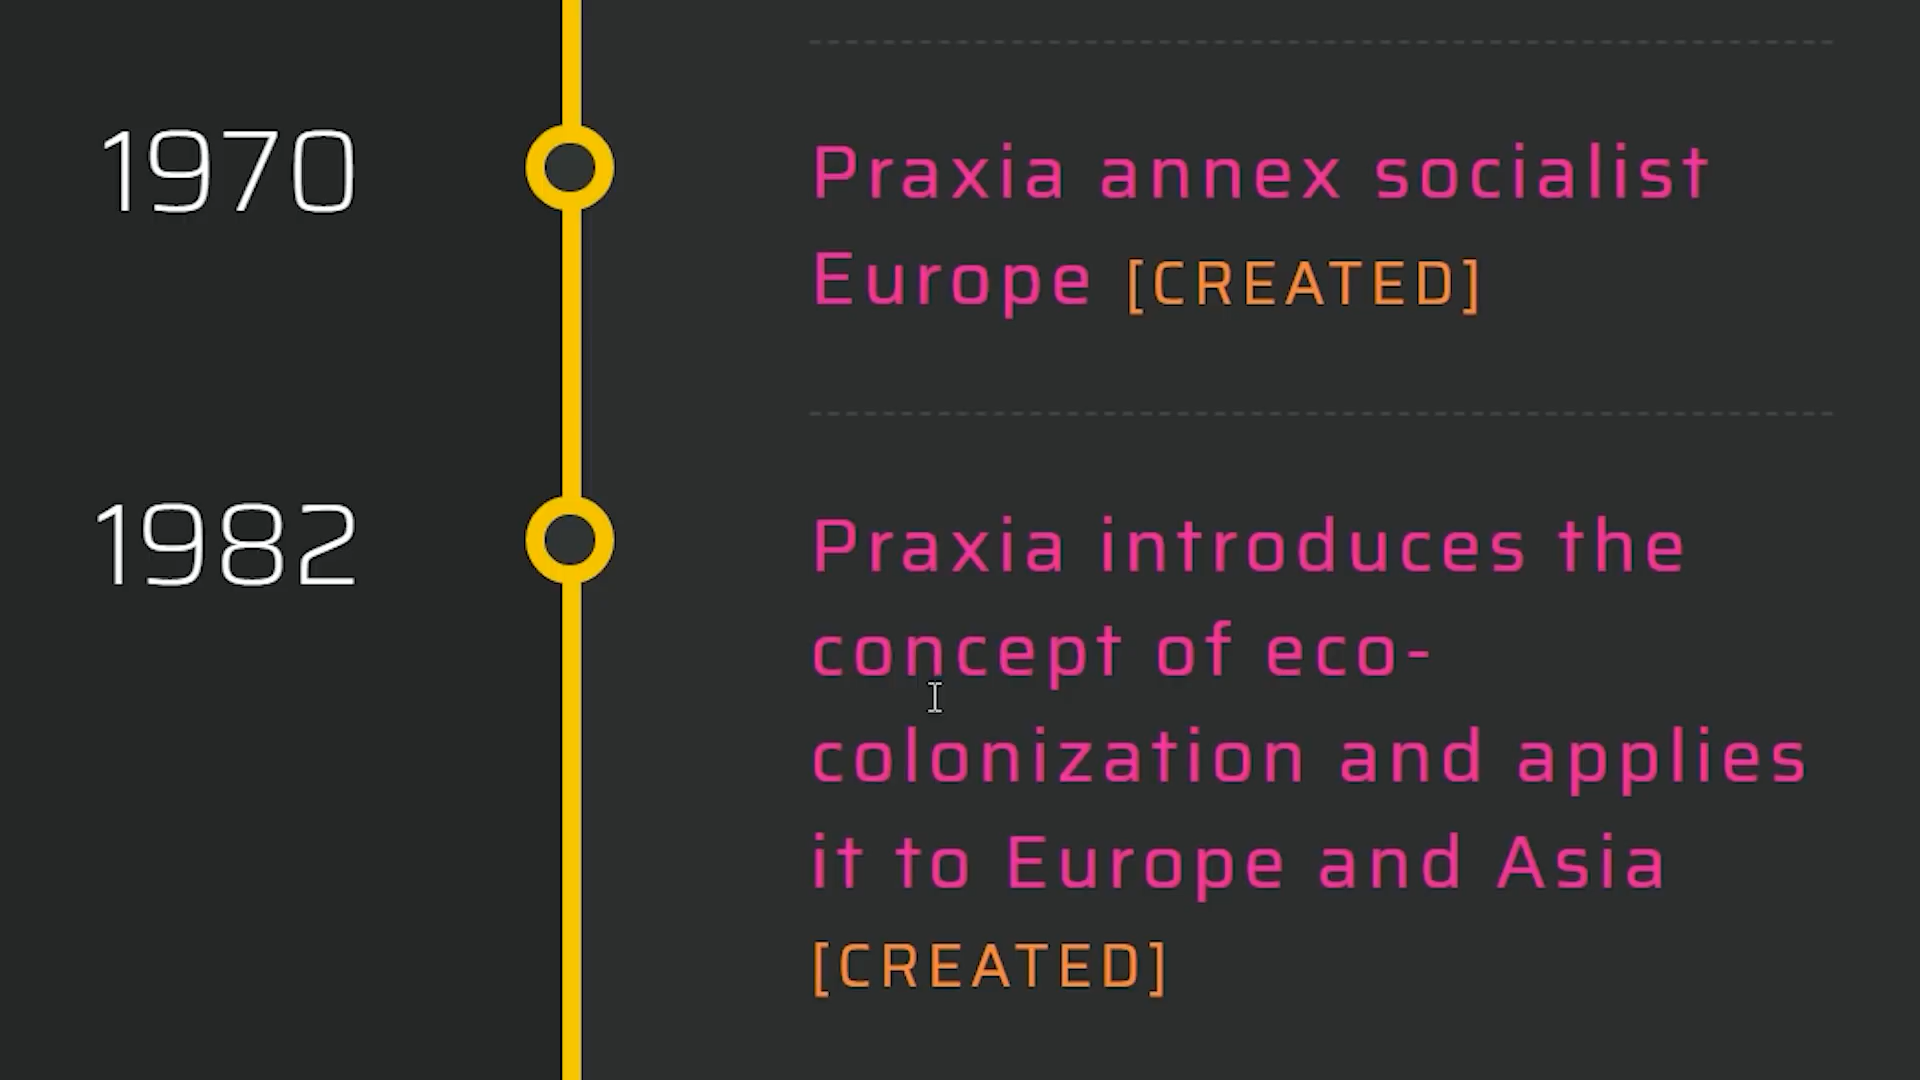 1970
Praxia annex socialist
Europe [CREATED]
1982
Praxia introduces the
concept of eco-
colonization and applies
it to Europe and Asia
[CREATED]